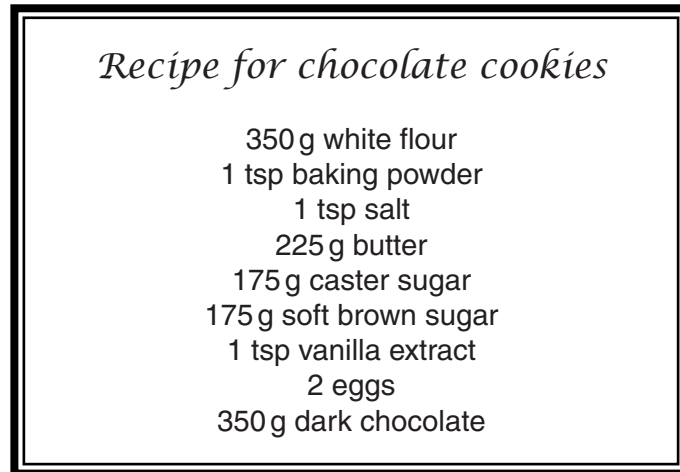 Recipe for chocolate cookies
350 g white flour
1 tsp baking powder
1 tsp salt
225 g butter
175 g caster sugar
175 g soft brown sugar
1 tsp vanilla extract
2 eggs
350 g dark chocolate